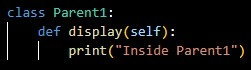 class Parent1:
    def display(self):
        print("Inside Parent1")